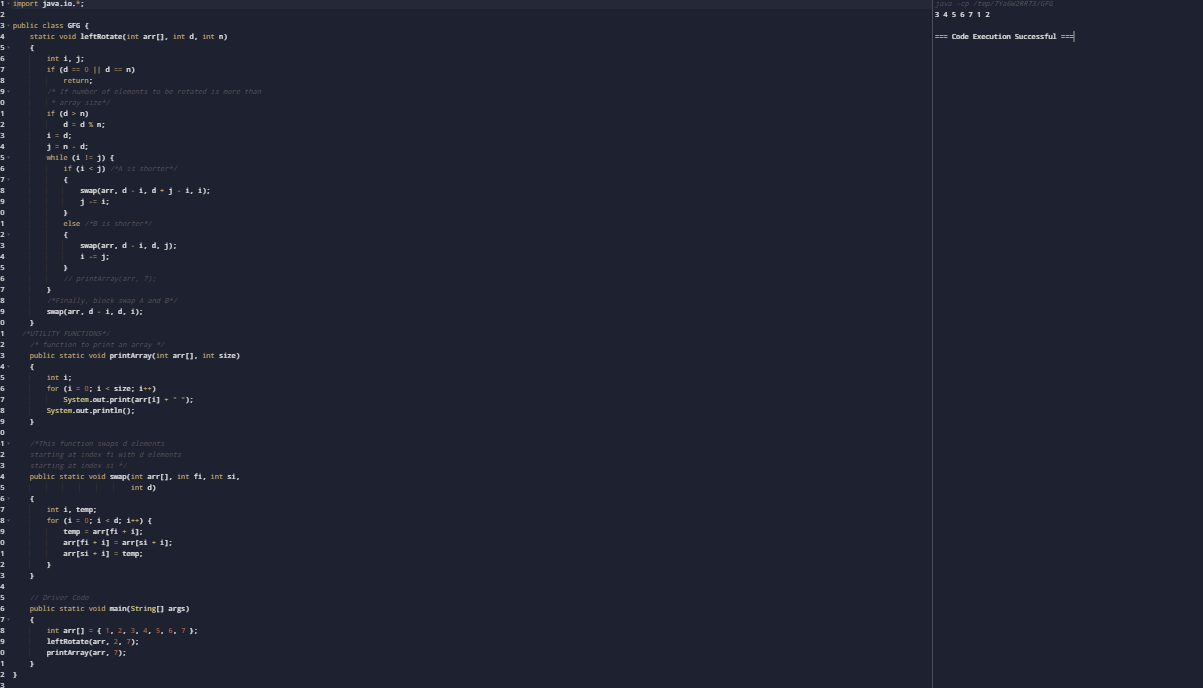 1 import java.io.*;
2
3 public class GFG {
4 static void leftRotate(int arr[], int d, int n)
5 {
6 int i, j;
7 if (d == 0 || d == n)
8 return;
9 /* If number of elements to be rotated is more than
0 * array size*/
1 if (d > n)
2 d = d % n;
3 i = d;
4 j = n - d;
5 while (i != j) {
6 if (i < j) /*A is shorter*/
7 {
8 swap(arr, d - i, d + j - i, i);
9 j -= i;
0 }
1 else /*B is shorter*/
2 {
3 swap(arr, d - i, d, j);
4 i -= j;
5 }
6 // printArray(arr, 7);
7 }
8 /*Finally, block swap A and B*/
9 swap(arr, d - i, d, i);
0 }
1 /*UTILITY FUNCTIONS*/
2 /* function to print an array */
3 public static void printArray(int arr[], int size)
4 {
5 int i;
6 for (i = 0; i < size; i++)
7 System.out.print(arr[i] + " ");
8 System.out.println();
9 }
0
1 /*This function swaps d elements
2 starting at index fi with d elements
3 starting at index si */
4 public static void swap(int arr[], int fi, int si,
5 int d)
6 {
7 int i, temp;
8 for (i = 0; i < d; i++) {
9 temp = arr[fi + i];
0 arr[fi + i] = arr[si + i];
1 arr[si + i] = temp;
2 }
3 }
4
5 // Driver Code
6 public static void main(String[] args)
7 {
8 int arr[] = { 1, 2, 3, 4, 5, 6, 7 };
9 leftRotate(arr, 2, 7);
0 printArray(arr, 7);
1 }
2 }
3
java -cp
3 4 5 6 7 1 2
=== Code Execution Successful ===